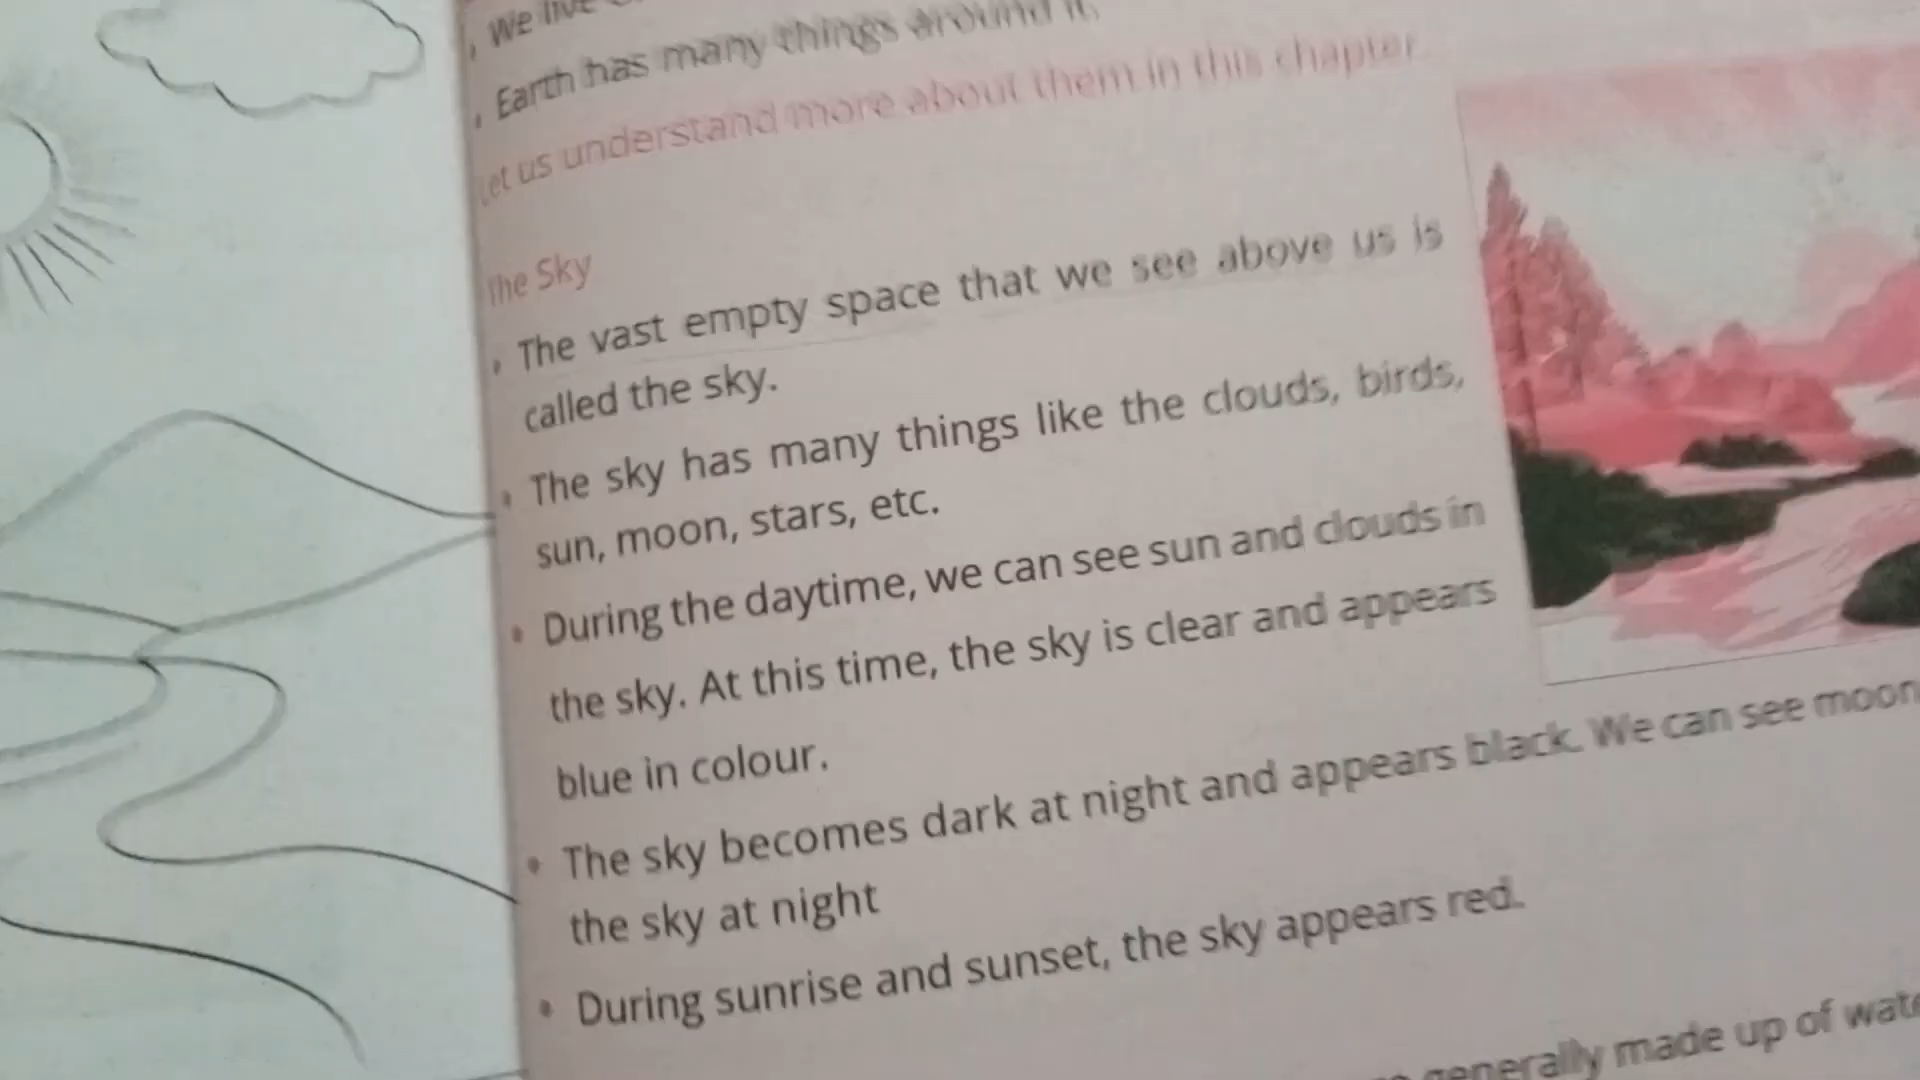 We live
Earth has many things around it.
Let us understand more about them in this chapter.
The Sky
The vast empty space that we see above us is
called the sky.
The sky has many things like the clouds, birds,
sun, moon, stars, etc.
During the daytime, we can see sun and clouds in
the sky. At this time, the sky is clear and appears
blue in colour.
The sky becomes dark at night and appears black. We can see moon
the sky at night
During sunrise and sunset, the sky appears red.
generally made up of wate